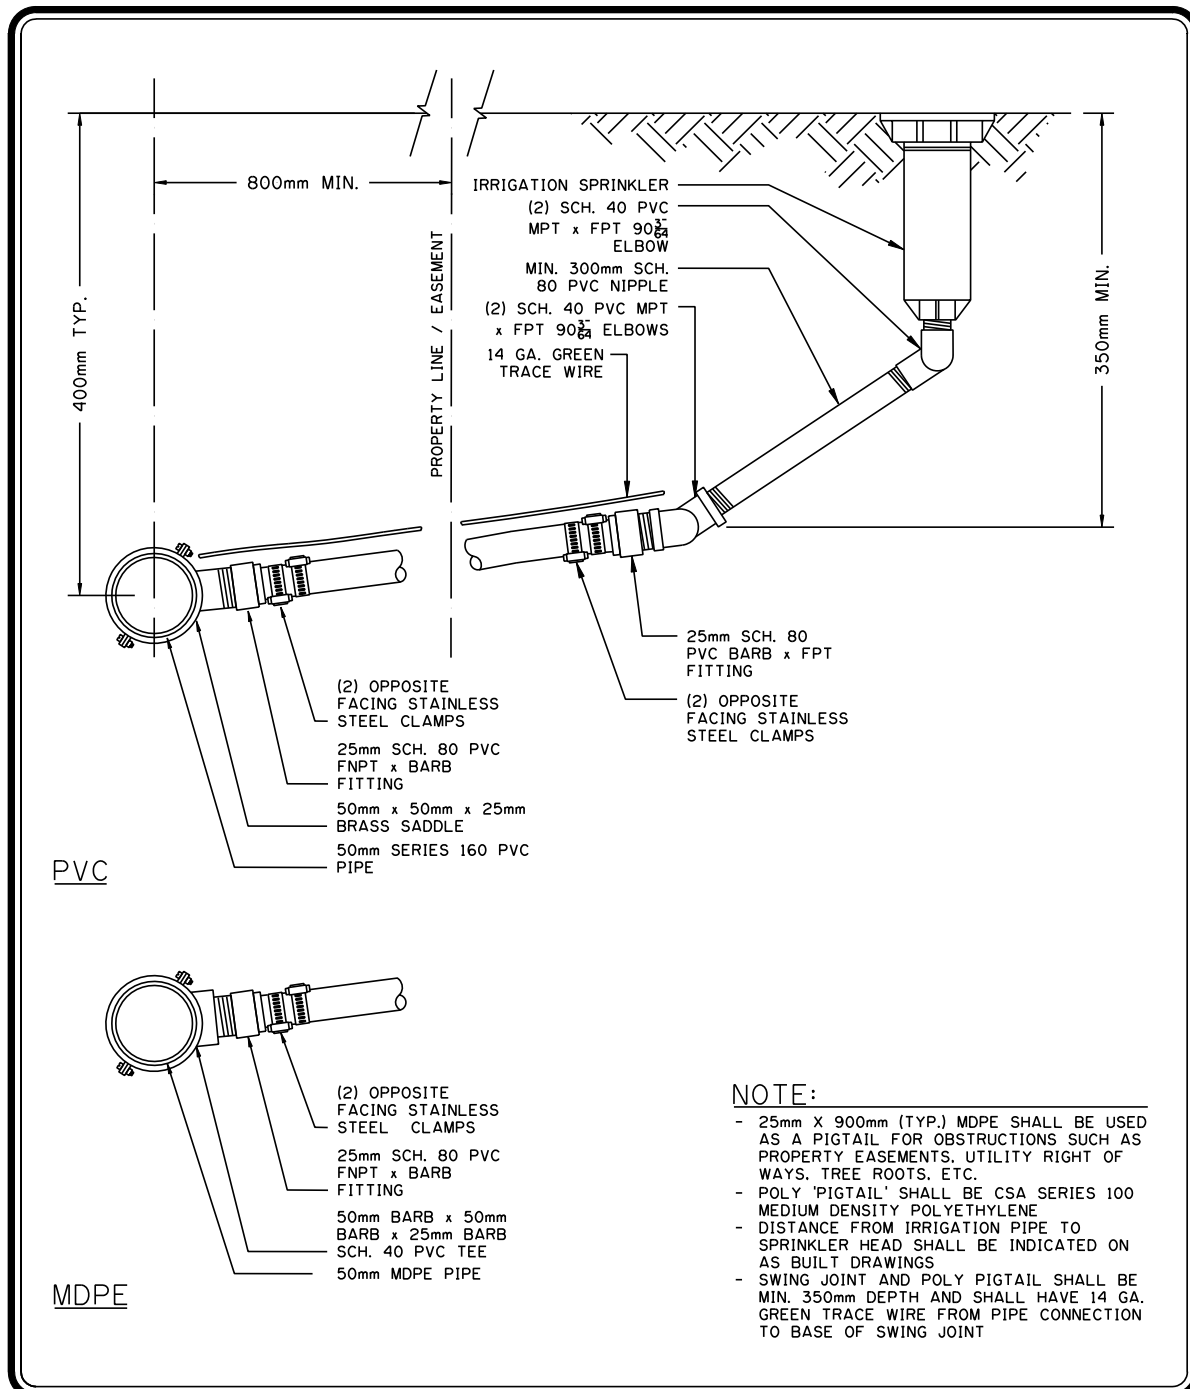 800mm MIN.
400mm TYP.
PROPERTY LINE / EASEMENT
IRRIGATION SPRINKLER
(2) SCH. 40 PVC
MPT x FPT 90 3-/64
ELBOW
MIN. 300mm SCH.
80 PVC NIPPLE
(2) SCH. 40 PVC MPT
x FPT 90 3-/64 ELBOWS
14 GA. GREEN
TRACE WIRE
350mm MIN.
25mm SCH. 80
PVC BARB x FPT
FITTING
(2) OPPOSITE
FACING STAINLESS
STEEL CLAMPS
(2) OPPOSITE
FACING STAINLESS
STEEL CLAMPS
25mm SCH. 80 PVC
FNPT x BARB
FITTING
50mm x 50mm x 25mm
BRASS SADDLE
50mm SERIES 160 PVC
PIPE
PVC
(2) OPPOSITE
FACING STAINLESS
STEEL CLAMPS
25mm SCH. 80 PVC
FNPT x BARB
FITTING
50mm BARB x 50mm
BARB x 25mm BARB
SCH. 40 PVC TEE
50mm MDPE PIPE
MDPE
NOTE:
- 25mm X 900mm (TYP.) MDPE SHALL BE USED
AS A PIGTAIL FOR OBSTRUCTIONS SUCH AS
PROPERTY EASEMENTS, UTILITY RIGHT OF
WAYS, TREE ROOTS, ETC.
- POLY 'PIGTAIL' SHALL BE CSA SERIES 100
MEDIUM DENSITY POLYETHYLENE
- DISTANCE FROM IRRIGATION PIPE TO
SPRINKLER HEAD SHALL BE INDICATED ON
AS BUILT DRAWINGS
- SWING JOINT AND POLY PIGTAIL SHALL BE
MIN. 350mm DEPTH AND SHALL HAVE 14 GA.
GREEN TRACE WIRE FROM PIPE CONNECTION
TO BASE OF SWING JOINT